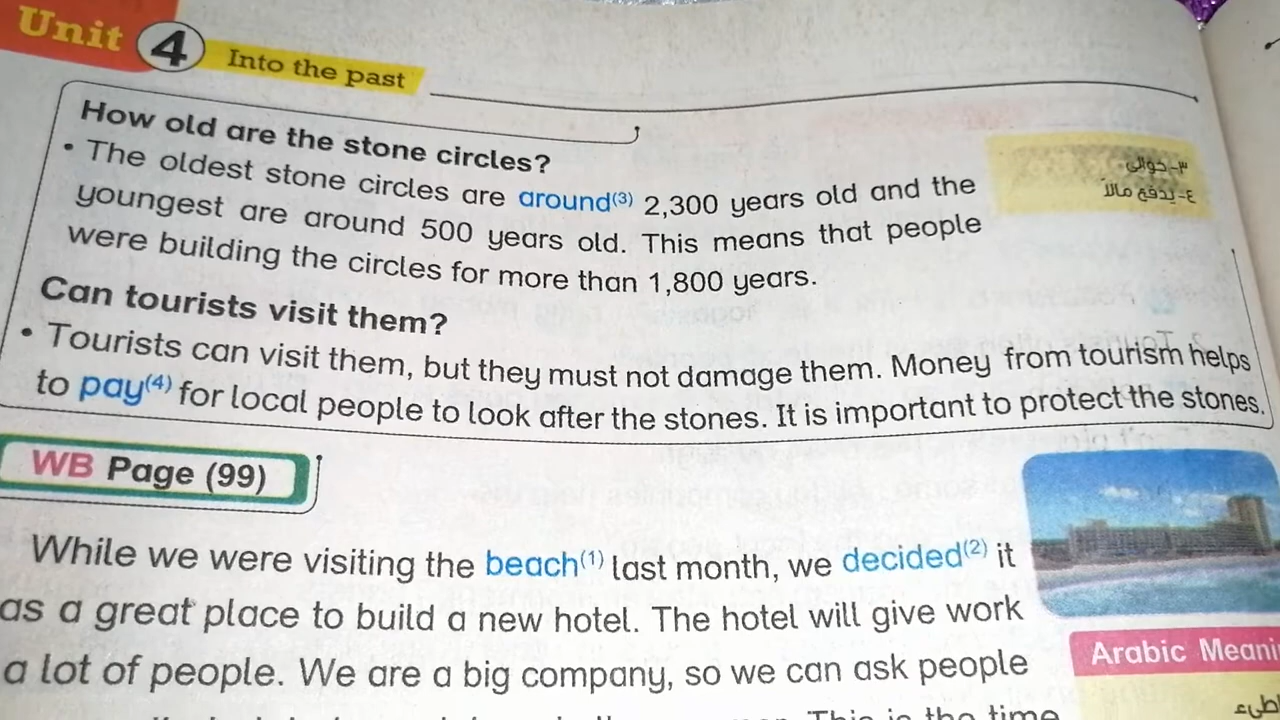 Unit 4 Into the past
How old are the stone circles?
• The oldest stone circles are around(3) 2,300 years old and the
youngest are around 500 years old. This means that people
were building the circles for more than 1,800 years.
٣- حوالى
٤- يدفع مالاً
Can tourists visit them?
• Tourists can visit them, but they must not damage them. Money from tourism helps
to pay(4) for local people to look after the stones. It is important to protect the stones.
WB Page (99)
While we were visiting the beach(1) last month, we decided(2) it
as a great place to build a new hotel. The hotel will give work
a lot of people. We are a big company, so we can ask people
This is the time
Arabic